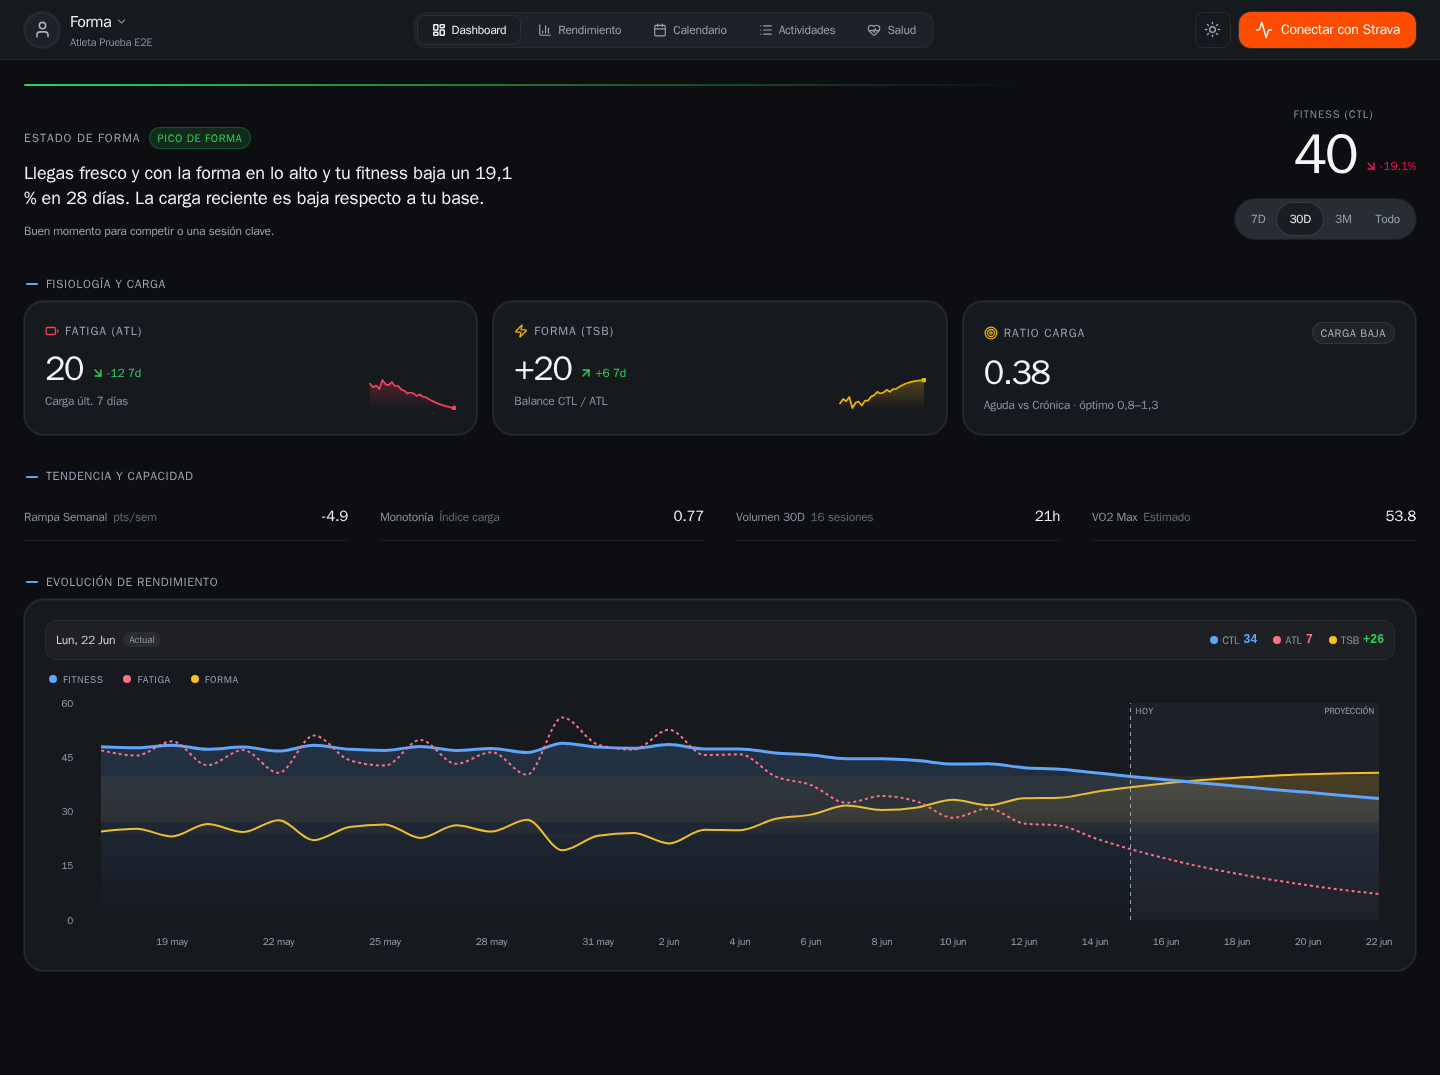 Forma
Atleta Prueba E2E
Dashboard
Rendimiento
Calendario
Actividades
Salud
Conectar con Strava
ESTADO DE FORMA
PICO DE FORMA
Llegas fresco y con la forma en lo alto y tu fitness baja un 19,1
% en 28 días. La carga reciente es baja respecto a tu base.
Buen momento para competir o una sesión clave.
FITNESS (CTL)
40
-19.1%
7D
30D
3M
Todo
FISIOLOGÍA Y CARGA
FATIGA (ATL)
20
-12 7d
Carga últ. 7 días
FORMA (TSB)
+20
+6 7d
Balance CTL / ATL
RATIO CARGA
CARGA BAJA
0.38
Aguda vs Crónica · óptimo 0,8–1,3
TENDENCIA Y CAPACIDAD
Rampa Semanal pts/sem -4.9
Monotonía Índice carga 0.77
Volumen 30D 16 sesiones 21h
VO2 Max Estimado 53.8
EVOLUCIÓN DE RENDIMIENTO
Lun, 22 Jun Actual
CTL 34
ATL 7
TSB +26
FITNESS
FATIGA
FORMA
60
45
30
15
0
HOY
PROYECCIÓN
19 may
22 may
25 may
28 may
31 may
2 jun
4 jun
6 jun
8 jun
10 jun
12 jun
14 jun
16 jun
18 jun
20 jun
22 jun